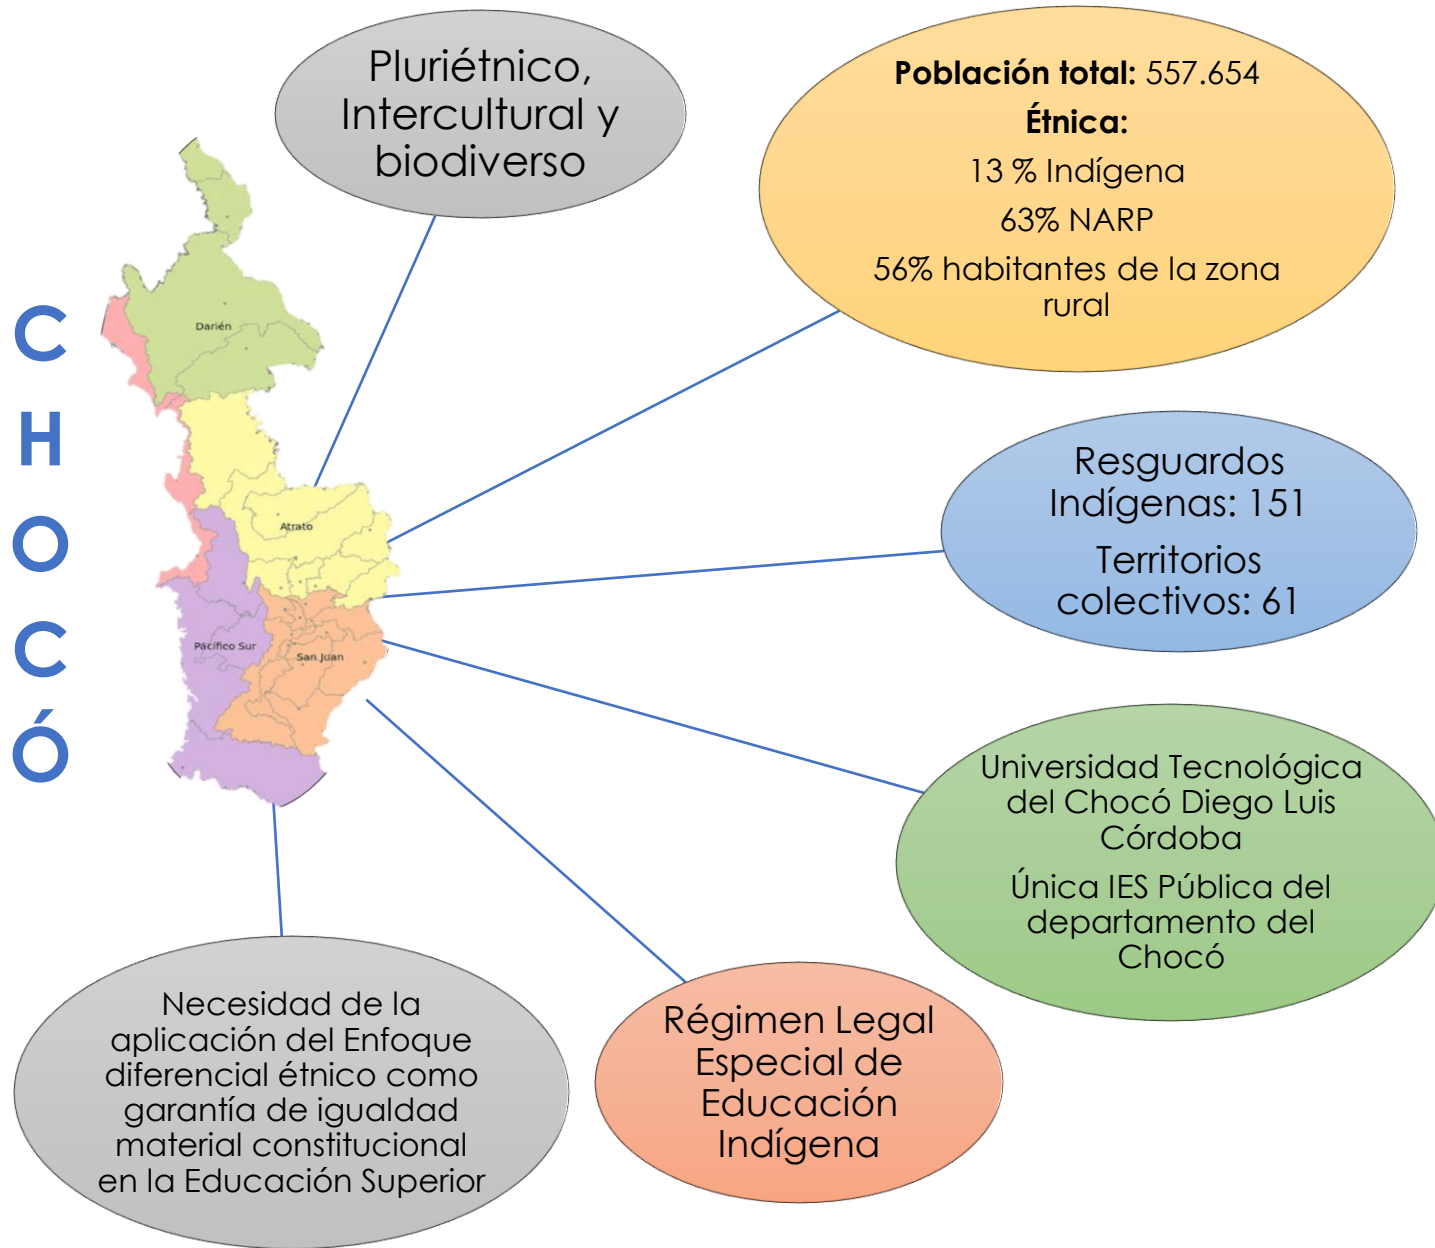 C
H
O
C
Ó
Pluriétnico,
Intercultural y
biodiverso
Población total: 557.654
Étnica:
13 % Indígena
63% NARP
56% habitantes de la zona
rural
Darién
Atrato
Pacífico Sur
San Juan
Resguardos
Indígenas: 151
Territorios
colectivos: 61
Universidad Tecnológica
del Chocó Diego Luis
Córdoba
Única IES Pública del
departamento del
Chocó
Régimen Legal
Especial de
Educación
Indígena
Necesidad de la
aplicación del Enfoque
diferencial étnico como
garantía de igualdad
material constitucional
en la Educación Superior